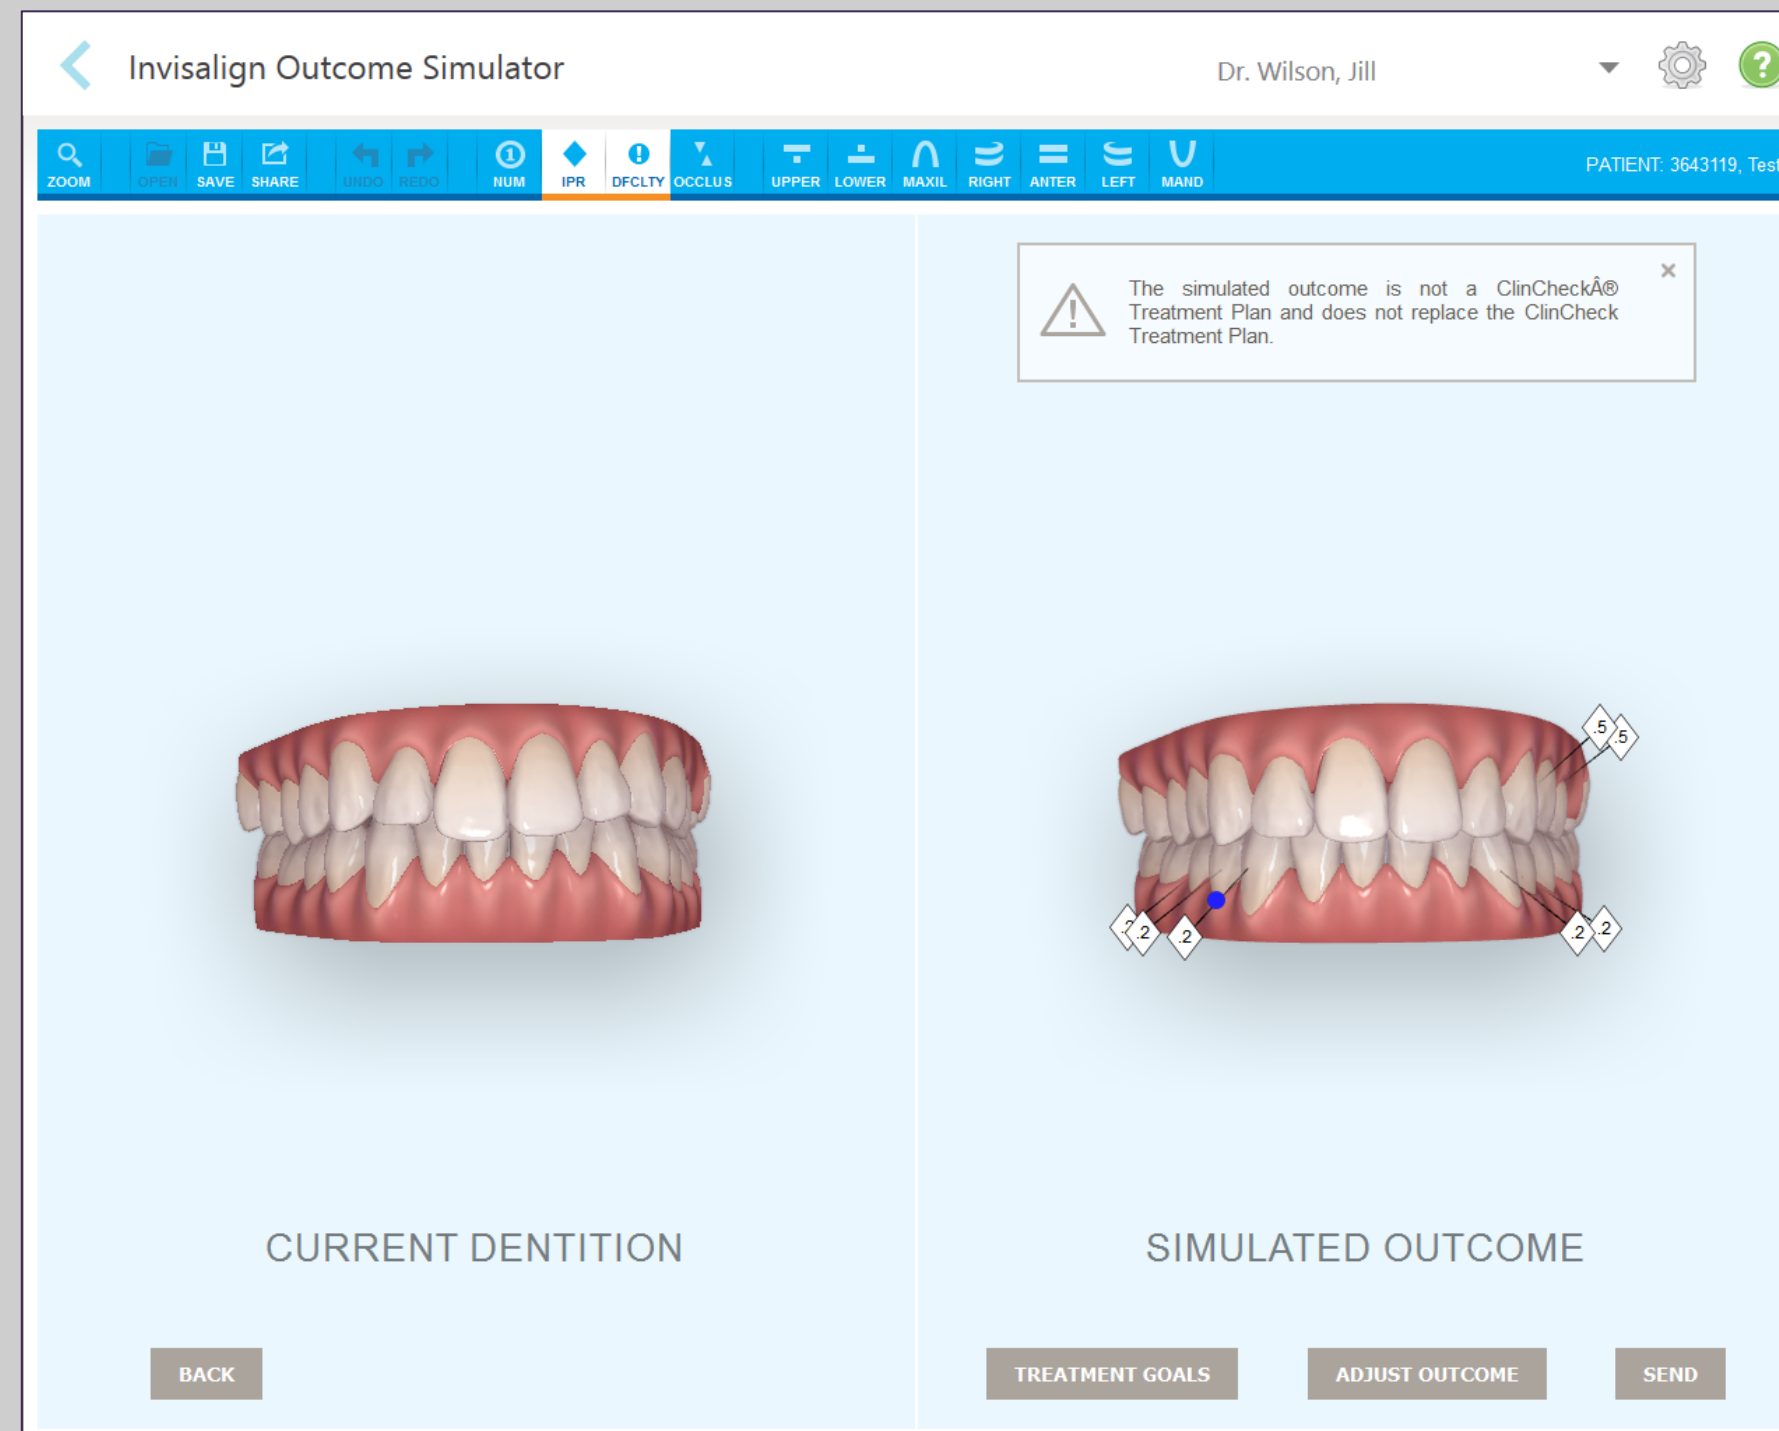 Invisalign Outcome Simulator
Dr. Wilson, Jill
?
ZOOM OPEN SAVE SHARE UNDO REDO NUM IPR DFCLTY OCCLUS UPPER LOWER MAXIL RIGHT ANTER LEFT MAND
PATIENT: 3643119, Test
The simulated outcome is not a ClinCheckÂ®
Treatment Plan and does not replace the ClinCheck
Treatment Plan.
.5
.5
.2
.2
.2
.2
.2
CURRENT DENTITION
SIMULATED OUTCOME
BACK
TREATMENT GOALS
ADJUST OUTCOME
SEND